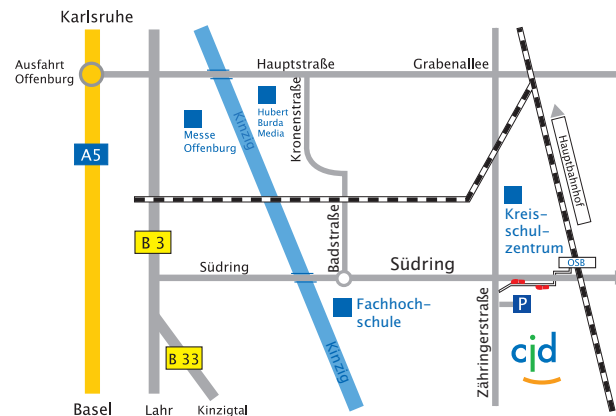 Karlsruhe
Ausfahrt
Offenburg
Hauptstraße
Grabenallee
Kinzig
Messe
Offenburg
Hubert
Burda
Media
Kronenstraße
Hauptbahnhof
A5
Kreis-
schul-
zentrum
B 3
Badstraße
Südring
Südring
OSB
Fachhoch-
schule
P
Zähringerstraße
cjd
B 33
Kinzig
Basel
Lahr
Kinzigtal